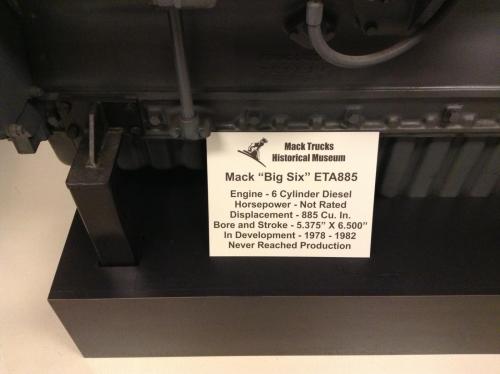 Mack Trucks
Historical Museum
Mack "Big Six" ETA885
Engine - 6 Cylinder Diesel
Horsepower - Not Rated
Displacement - 885 Cu. In.
Bore and Stroke - 5.375" X 6.500"
In Development - 1978 - 1982
Never Reached Production